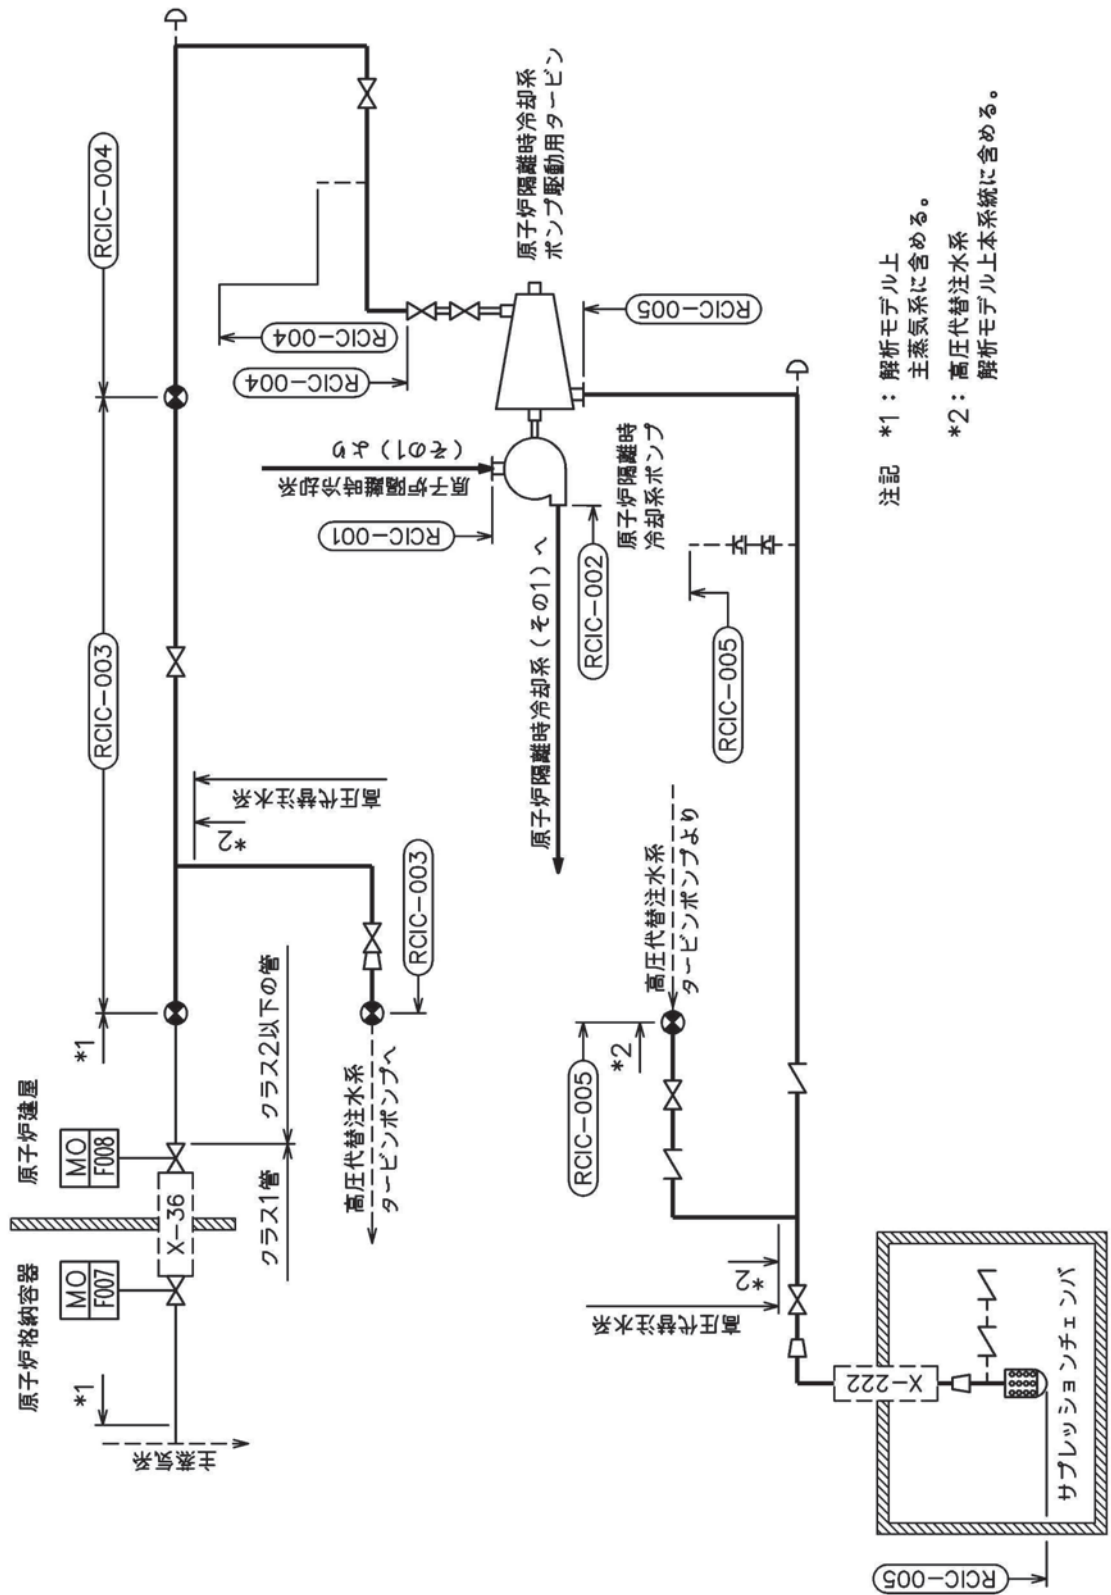 原子炉格納容器
原子炉建屋
MO
F007
MO
F008
X-36
*1
*1
主蒸気系
クラス1管
クラス2以下の管
RCIC-003
RCIC-004
*2
高圧代替注水系
高圧代替注水系
タービンポンプへ
RCIC-003
RCIC-004
RCIC-004
原子炉隔離時冷却系
ポンプ駆動用タービン
原子炉隔離時冷却系
(その1)より
RCIC-001
原子炉隔離時冷却系(その1)へ
RCIC-002
原子炉隔離時
冷却系ポンプ
RCIC-005
高圧代替注水系
タービンポンプより
RCIC-005
*2
RCIC-005
高圧代替注水系
*2
X-222
サプレッションチェンバ
RCIC-005
注記 *1:解析モデル上
主蒸気系に含める。
*2:高圧代替注水系
解析モデル上本系統に含める。